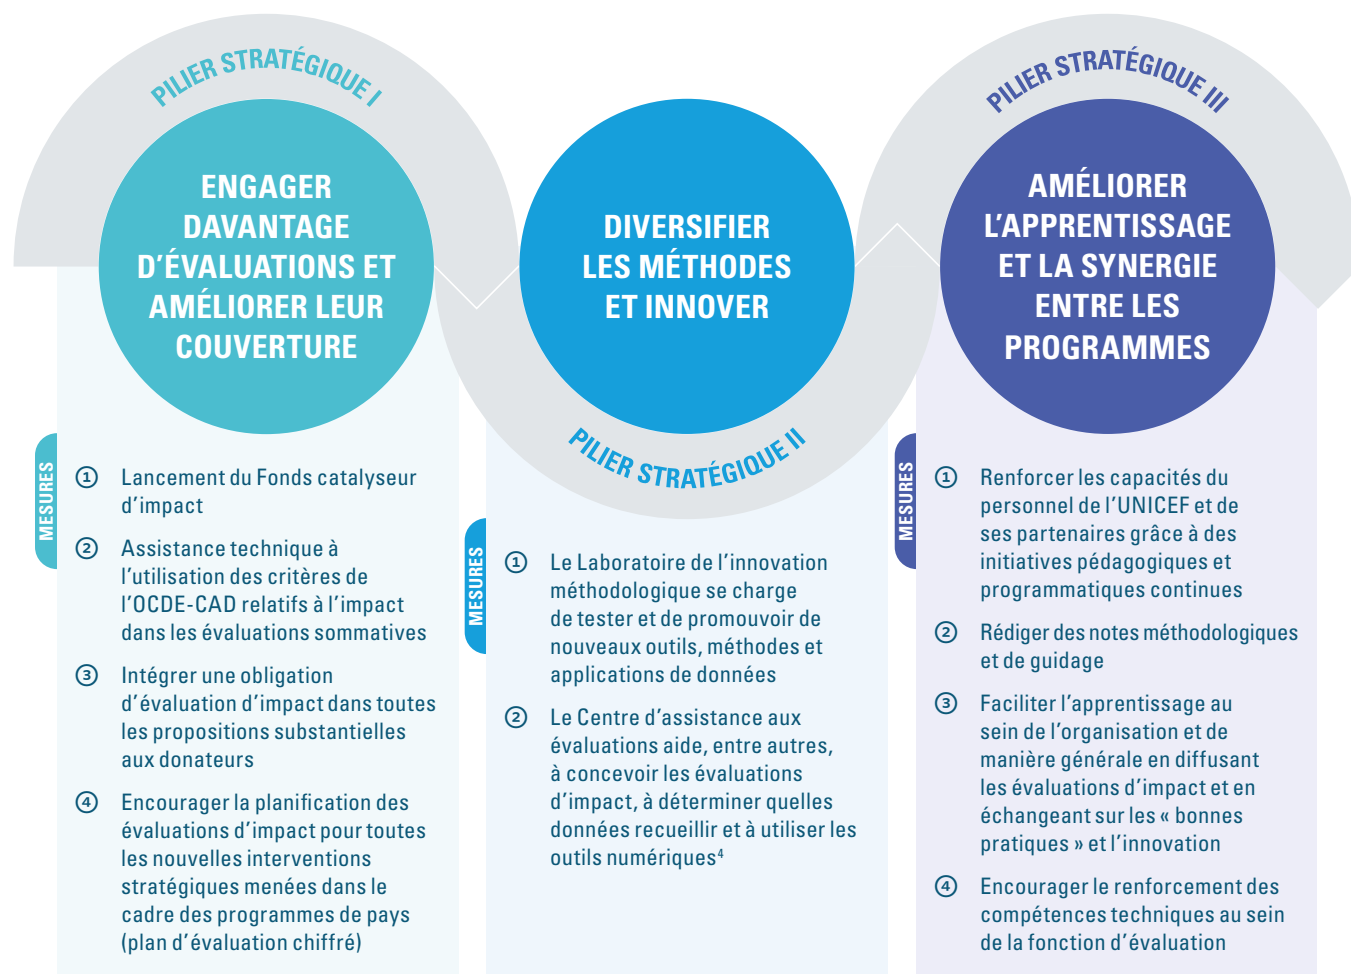 PILIER STRATÉGIQUE I
ENGAGER
DAVANTAGE
D'ÉVALUATIONS ET
AMÉLIORER LEUR
COUVERTURE
MESURES
1 Lancement du Fonds catalyseur
d'impact
2 Assistance technique à
l'utilisation des critères de
l'OCDE-CAD relatifs à l'impact
dans les évaluations sommatives
3 Intégrer une obligation
d'évaluation d'impact dans toutes
les propositions substantielles
aux donateurs
4 Encourager la planification des
évaluations d'impact pour toutes
les nouvelles interventions
stratégiques menées dans le
cadre des programmes de pays
(plan d'évaluation chiffré)
DIVERSIFIER
LES MÉTHODES
ET INNOVER
PILIER STRATÉGIQUE II
MESURES
1 Le Laboratoire de l'innovation
méthodologique se charge
de tester et de promouvoir de
nouveaux outils, méthodes et
applications de données
2 Le Centre d'assistance aux
évaluations aide, entre autres,
à concevoir les évaluations
d'impact, à déterminer quelles
données recueillir et à utiliser les
outils numériques⁴
PILIER STRATÉGIQUE III
AMÉLIORER
L'APPRENTISSAGE
ET LA SYNERGIE
ENTRE LES
PROGRAMMES
MESURES
1 Renforcer les capacités du
personnel de l'UNICEF et de
ses partenaires grâce à des
initiatives pédagogiques et
programmatiques continues
2 Rédiger des notes méthodologiques
et de guidage
3 Faciliter l'apprentissage au
sein de l'organisation et de
manière générale en diffusant
les évaluations d'impact et en
échangeant sur les « bonnes
pratiques » et l'innovation
4 Encourager le renforcement des
compétences techniques au sein
de la fonction d'évaluation